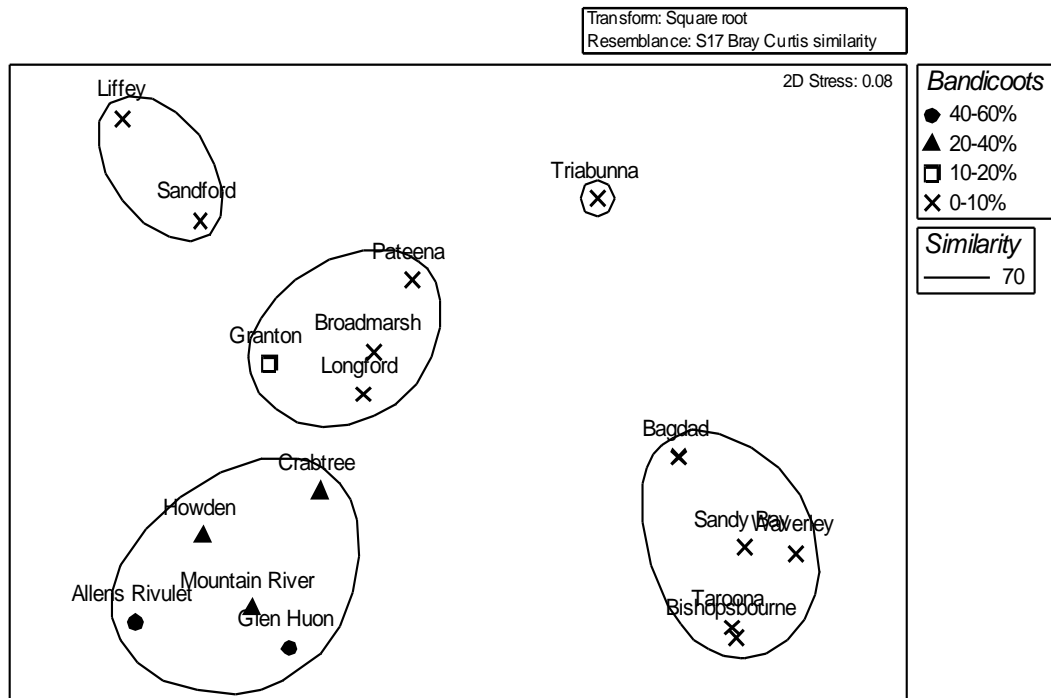 Transform: Square root
Resemblance: S17 Bray Curtis similarity
2D Stress: 0.08
Bandicoots
40-60%
20-40%
10-20%
0-10%
Similarity
70
Liffey
Sandford
Triabunna
Pateena
Broadmarsh
Granton
Longford
Bagdad
Crabtree
Howden
Sandy Bay
Waverley
Mountain River
Allens Rivulet
Glen Huon
Taroona
Bishopsbourne